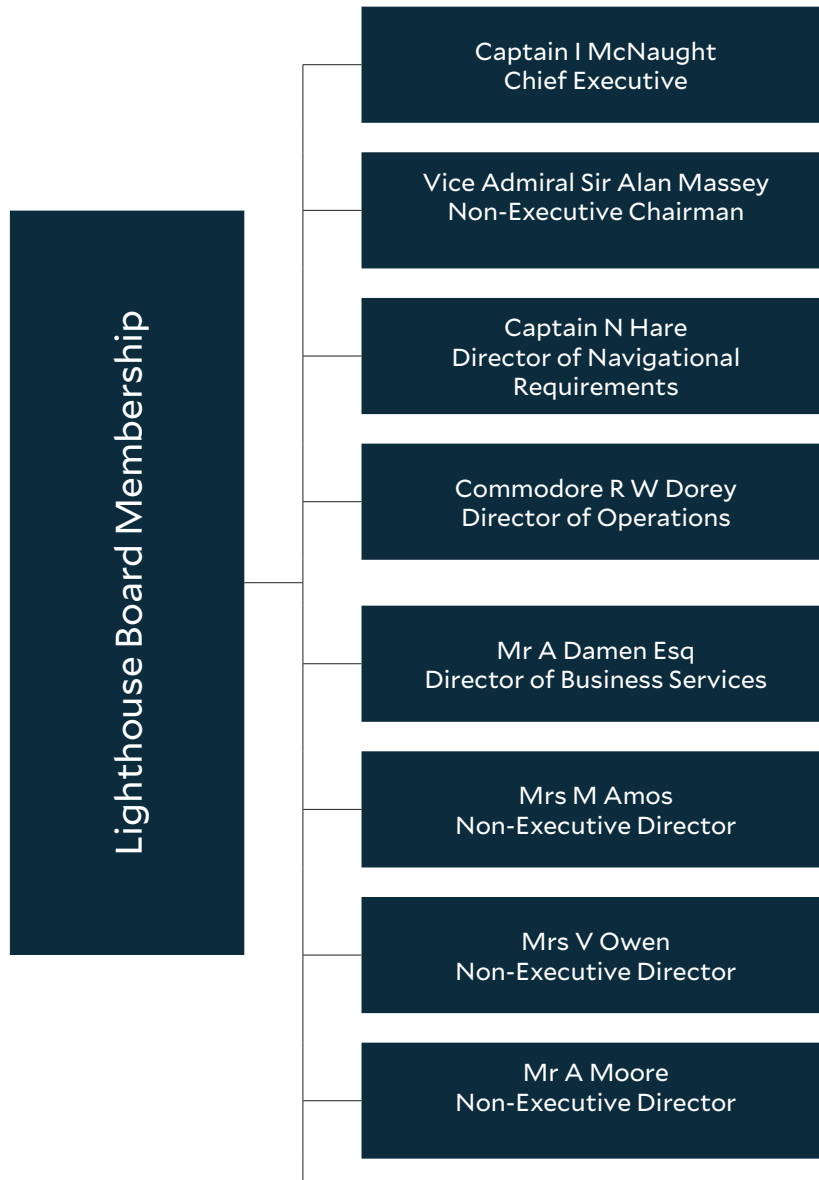 Lighthouse Board Membership
Captain I McNaught
Chief Executive
Vice Admiral Sir Alan Massey
Non-Executive Chairman
Captain N Hare
Director of Navigational
Requirements
Commodore R W Dorey
Director of Operations
Mr A Damen Esq
Director of Business Services
Mrs M Amos
Non-Executive Director
Mrs V Owen
Non-Executive Director
Mr A Moore
Non-Executive Director